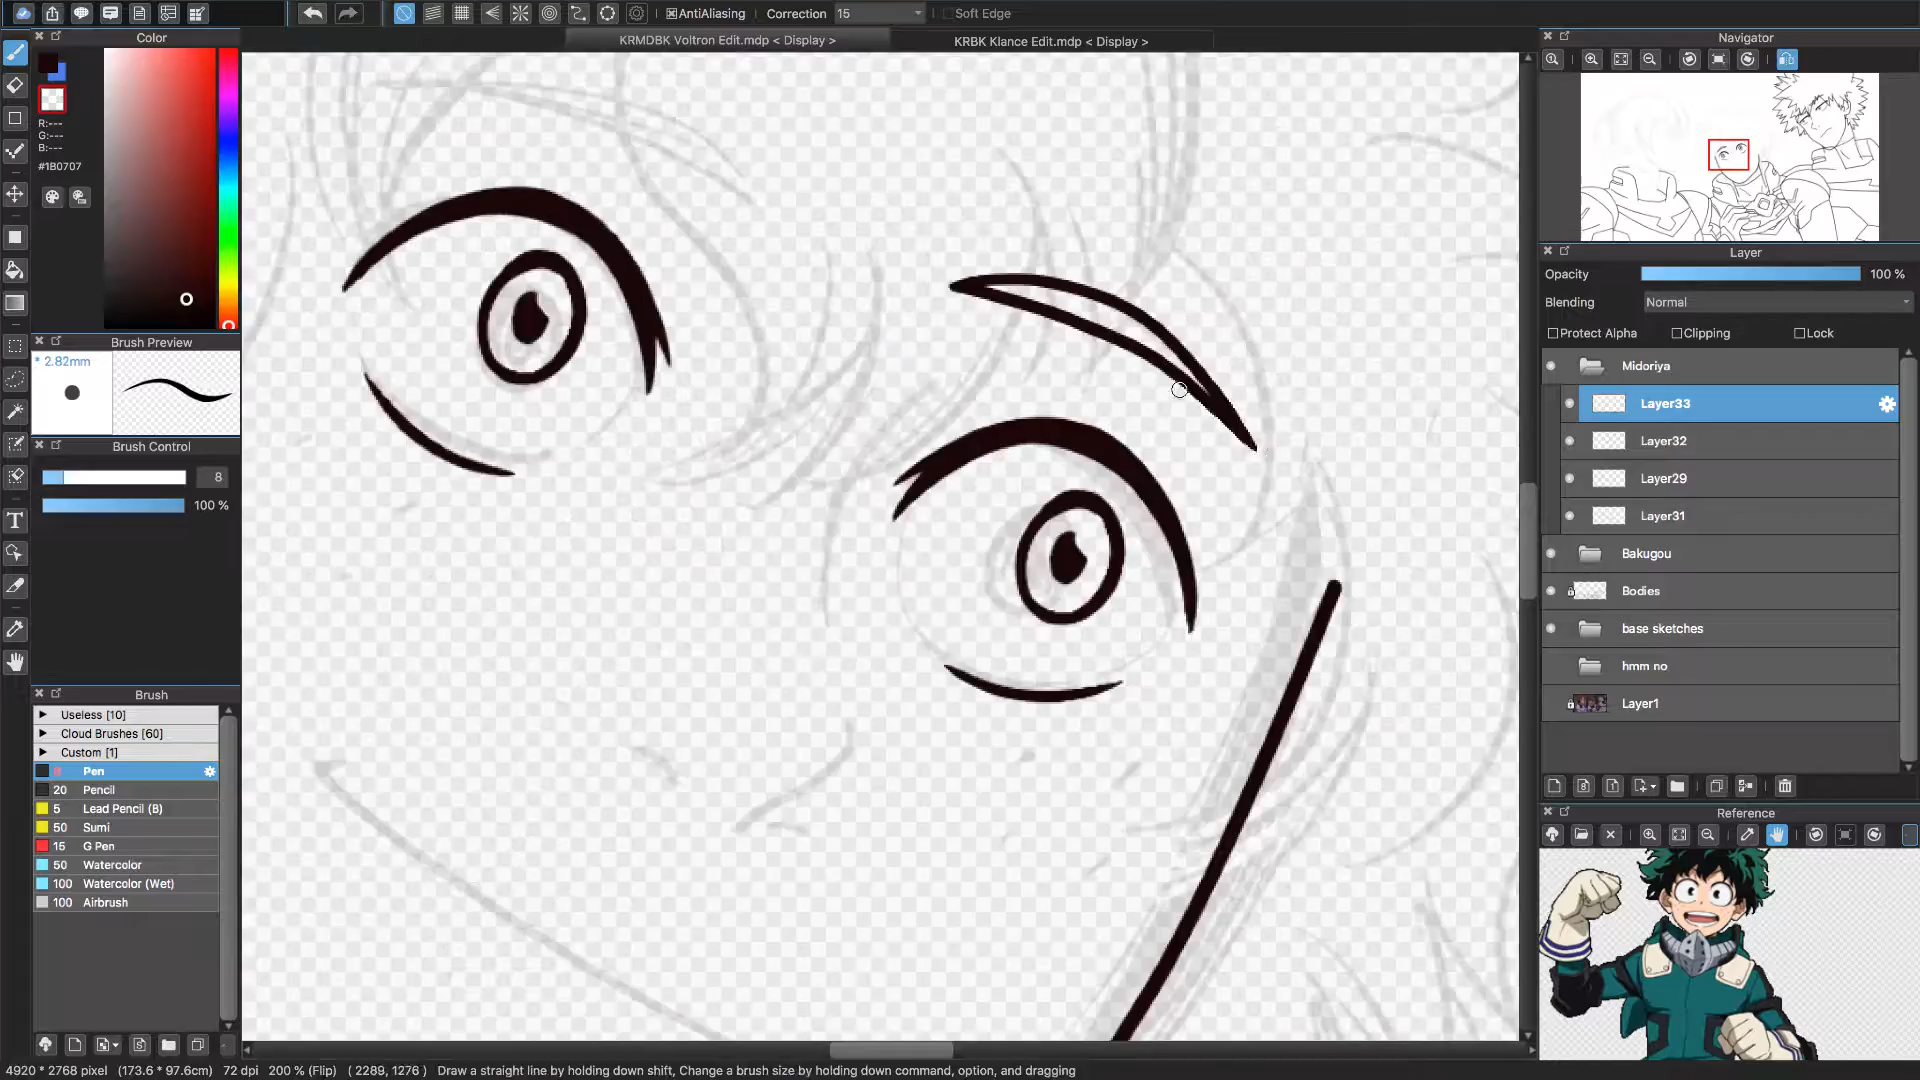 AntiAliasing Correction 15 Soft Edge
Color
KRMDBK Voltron Edit.mdp < Display >
KRBK Klance Edit.mdp < Display >
Navigator
R:---
G:---
B:---
#1B0707
Layer
Opacity 100 %
Blending Normal
Protect Alpha Clipping Lock
Brush Preview
* 2.82mm
Midoriya
Layer33
Layer32
Layer29
Layer31
Bakugou
Bodies
base sketches
hmm no
Layer1
Brush Control
8
100 %
Brush
Useless [10]
Cloud Brushes [60]
Custom [1]
Pen
20 Pencil
5 Lead Pencil (B)
50 Sumi
15 G Pen
50 Watercolor
100 Watercolor (Wet)
100 Airbrush
Reference
4920 * 2768 pixel (173.6 * 97.6cm) 72 dpi 200 % (Flip) ( 2289, 1276 ) Draw a straight line by holding down shift, Change a brush size by holding down command, option, and dragging